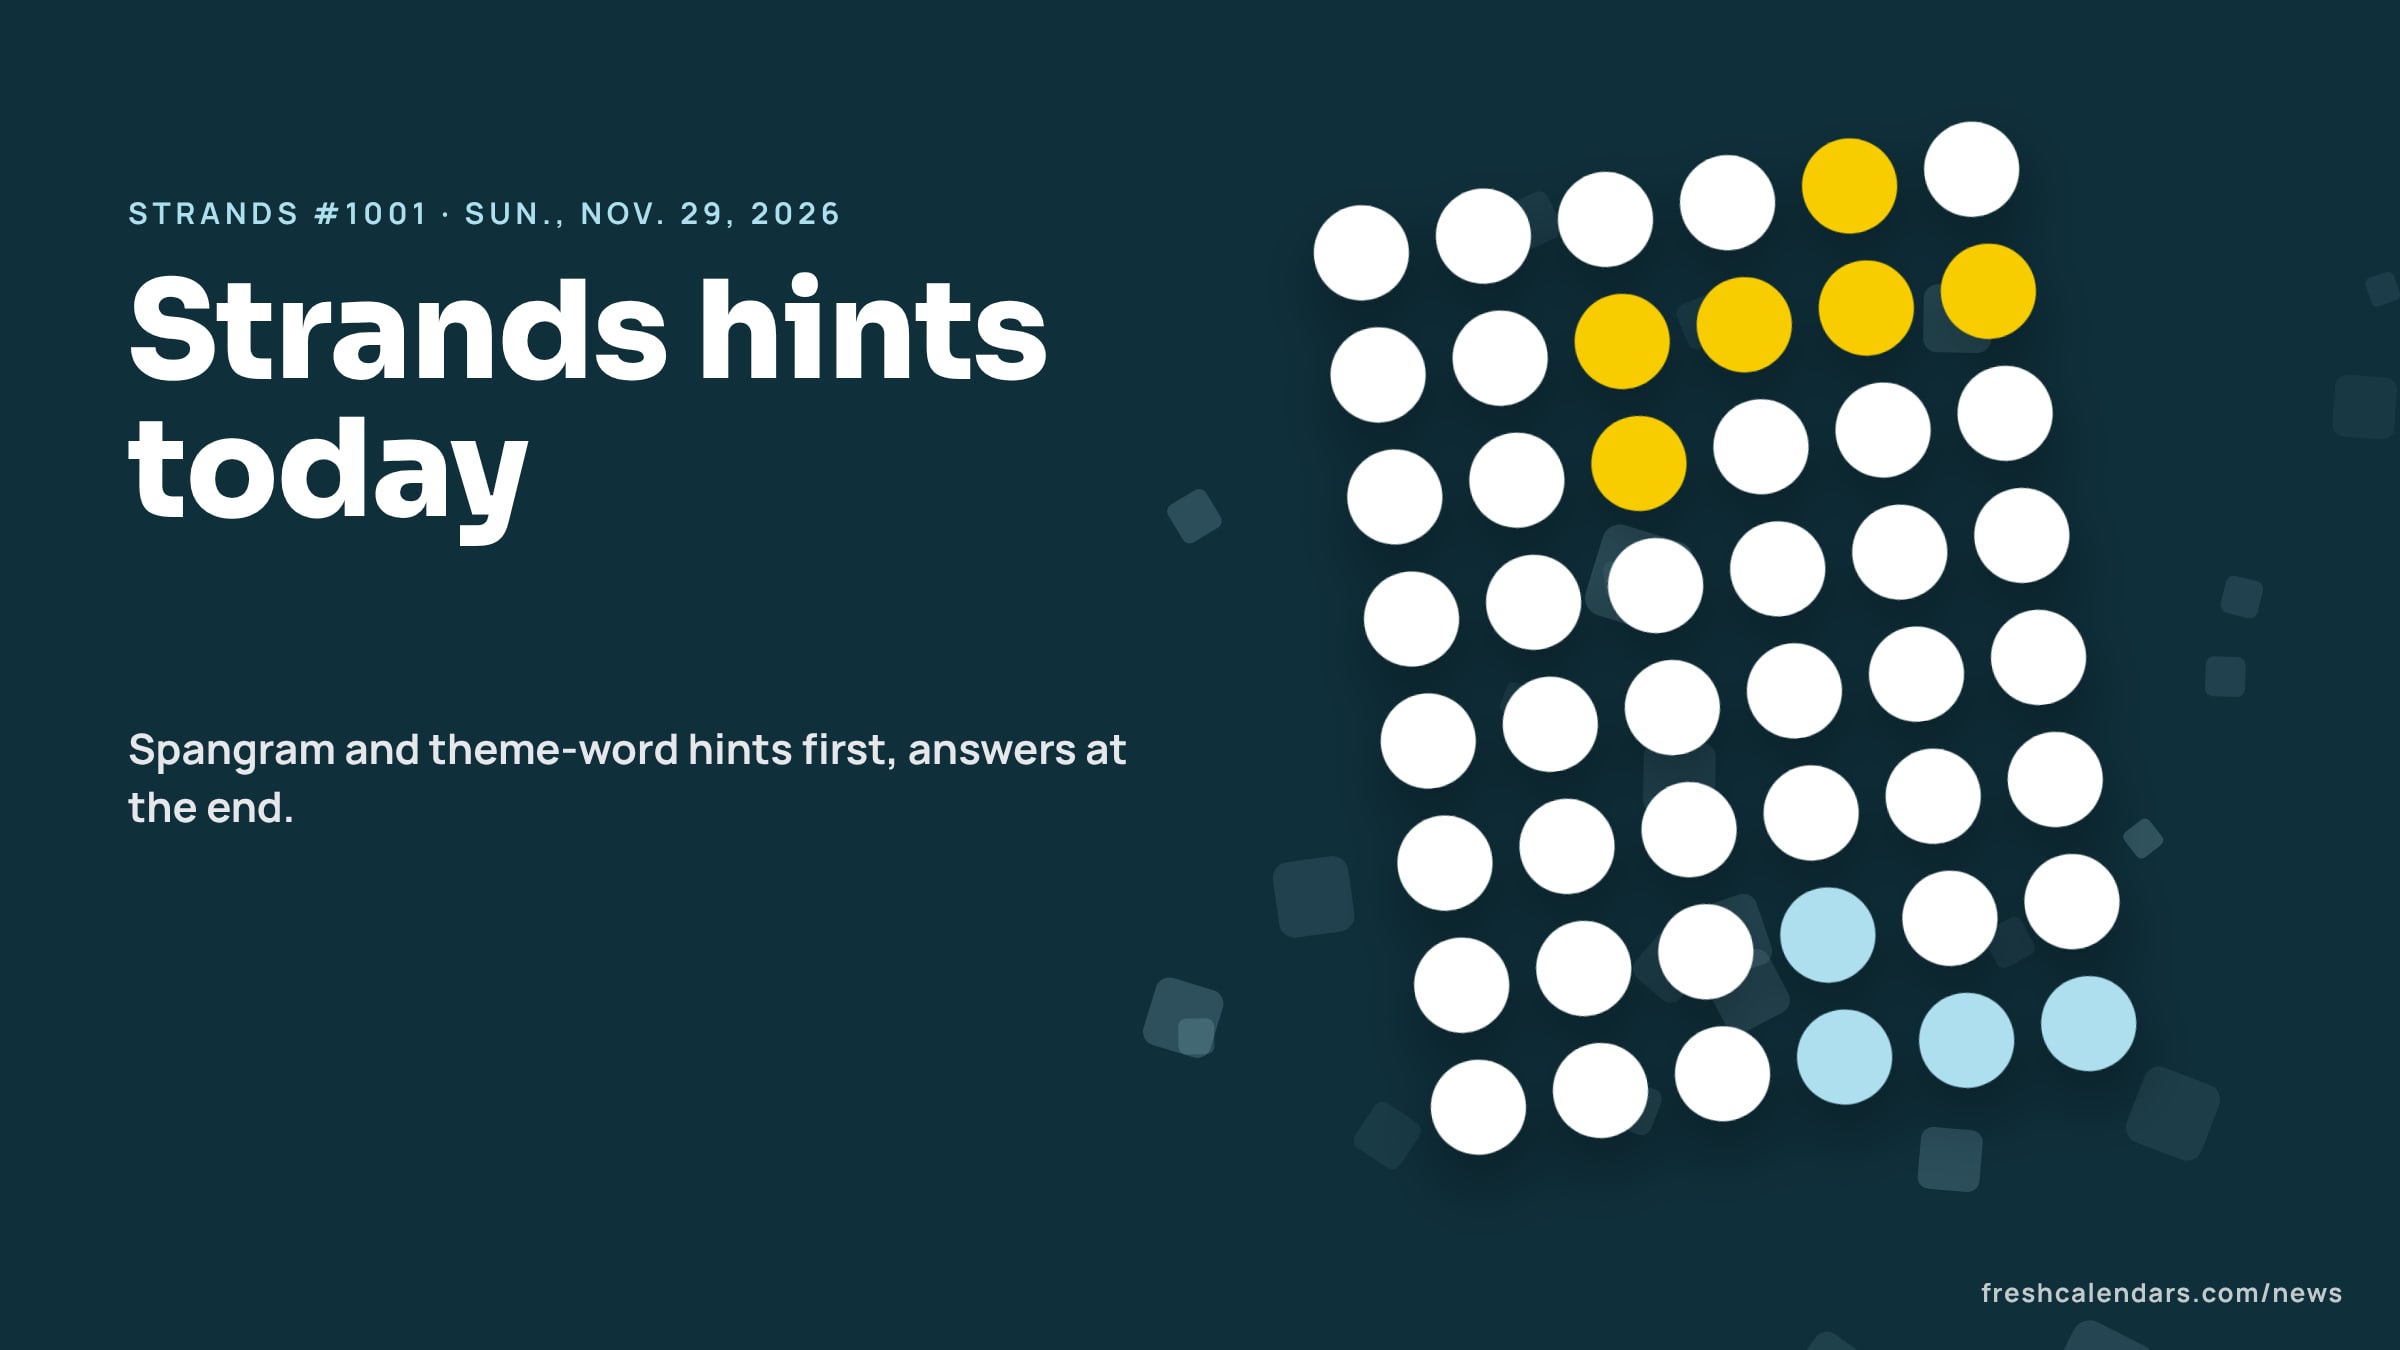 STRANDS #1001 · SUN., NOV. 29, 2026
Strands hints
today
Spangram and theme-word hints first, answers at
the end.
freshcalendars.com/news